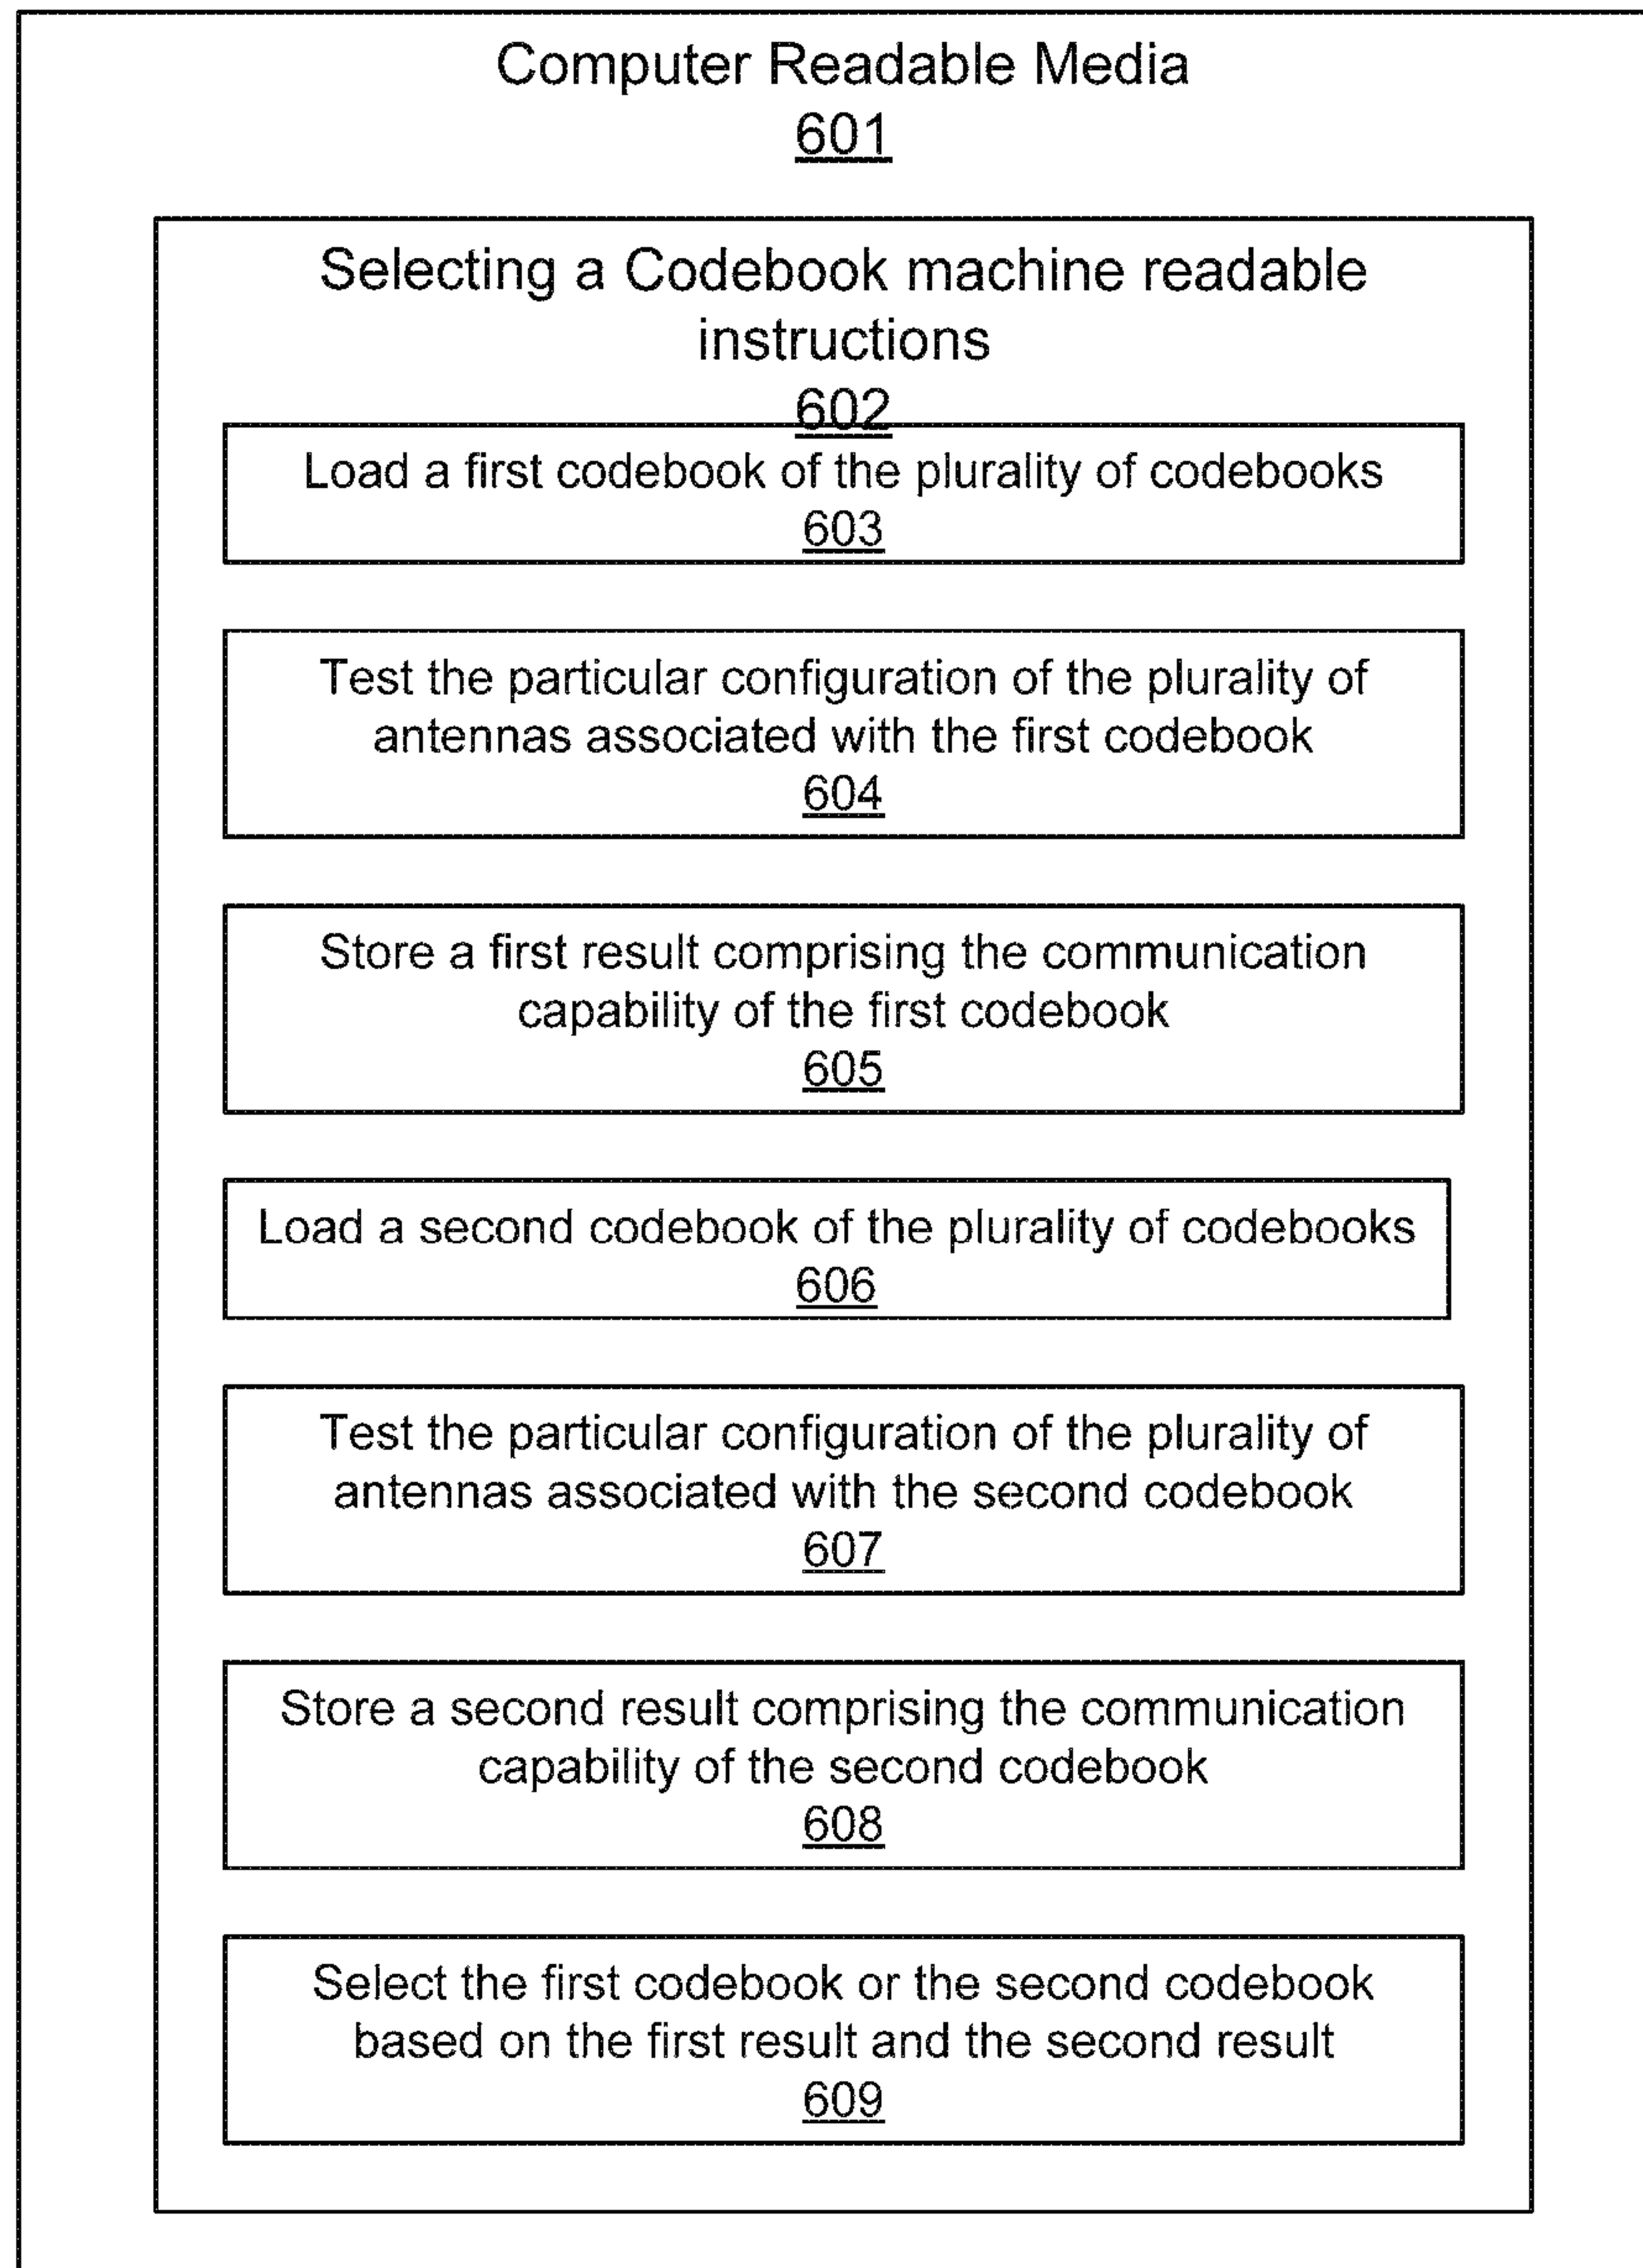 Computer Readable Media
601
Selecting a Codebook machine readable
instructions
602
Load a first codebook of the plurality of codebooks
603
Test the particular configuration of the plurality of
antennas associated with the first codebook
604
Store a first result comprising the communication
capability of the first codebook
605
Load a second codebook of the plurality of codebooks
606
Test the particular configuration of the plurality of
antennas associated with the second codebook
607
Store a second result comprising the communication
capability of the second codebook
608
Select the first codebook or the second codebook
based on the first result and the second result
609